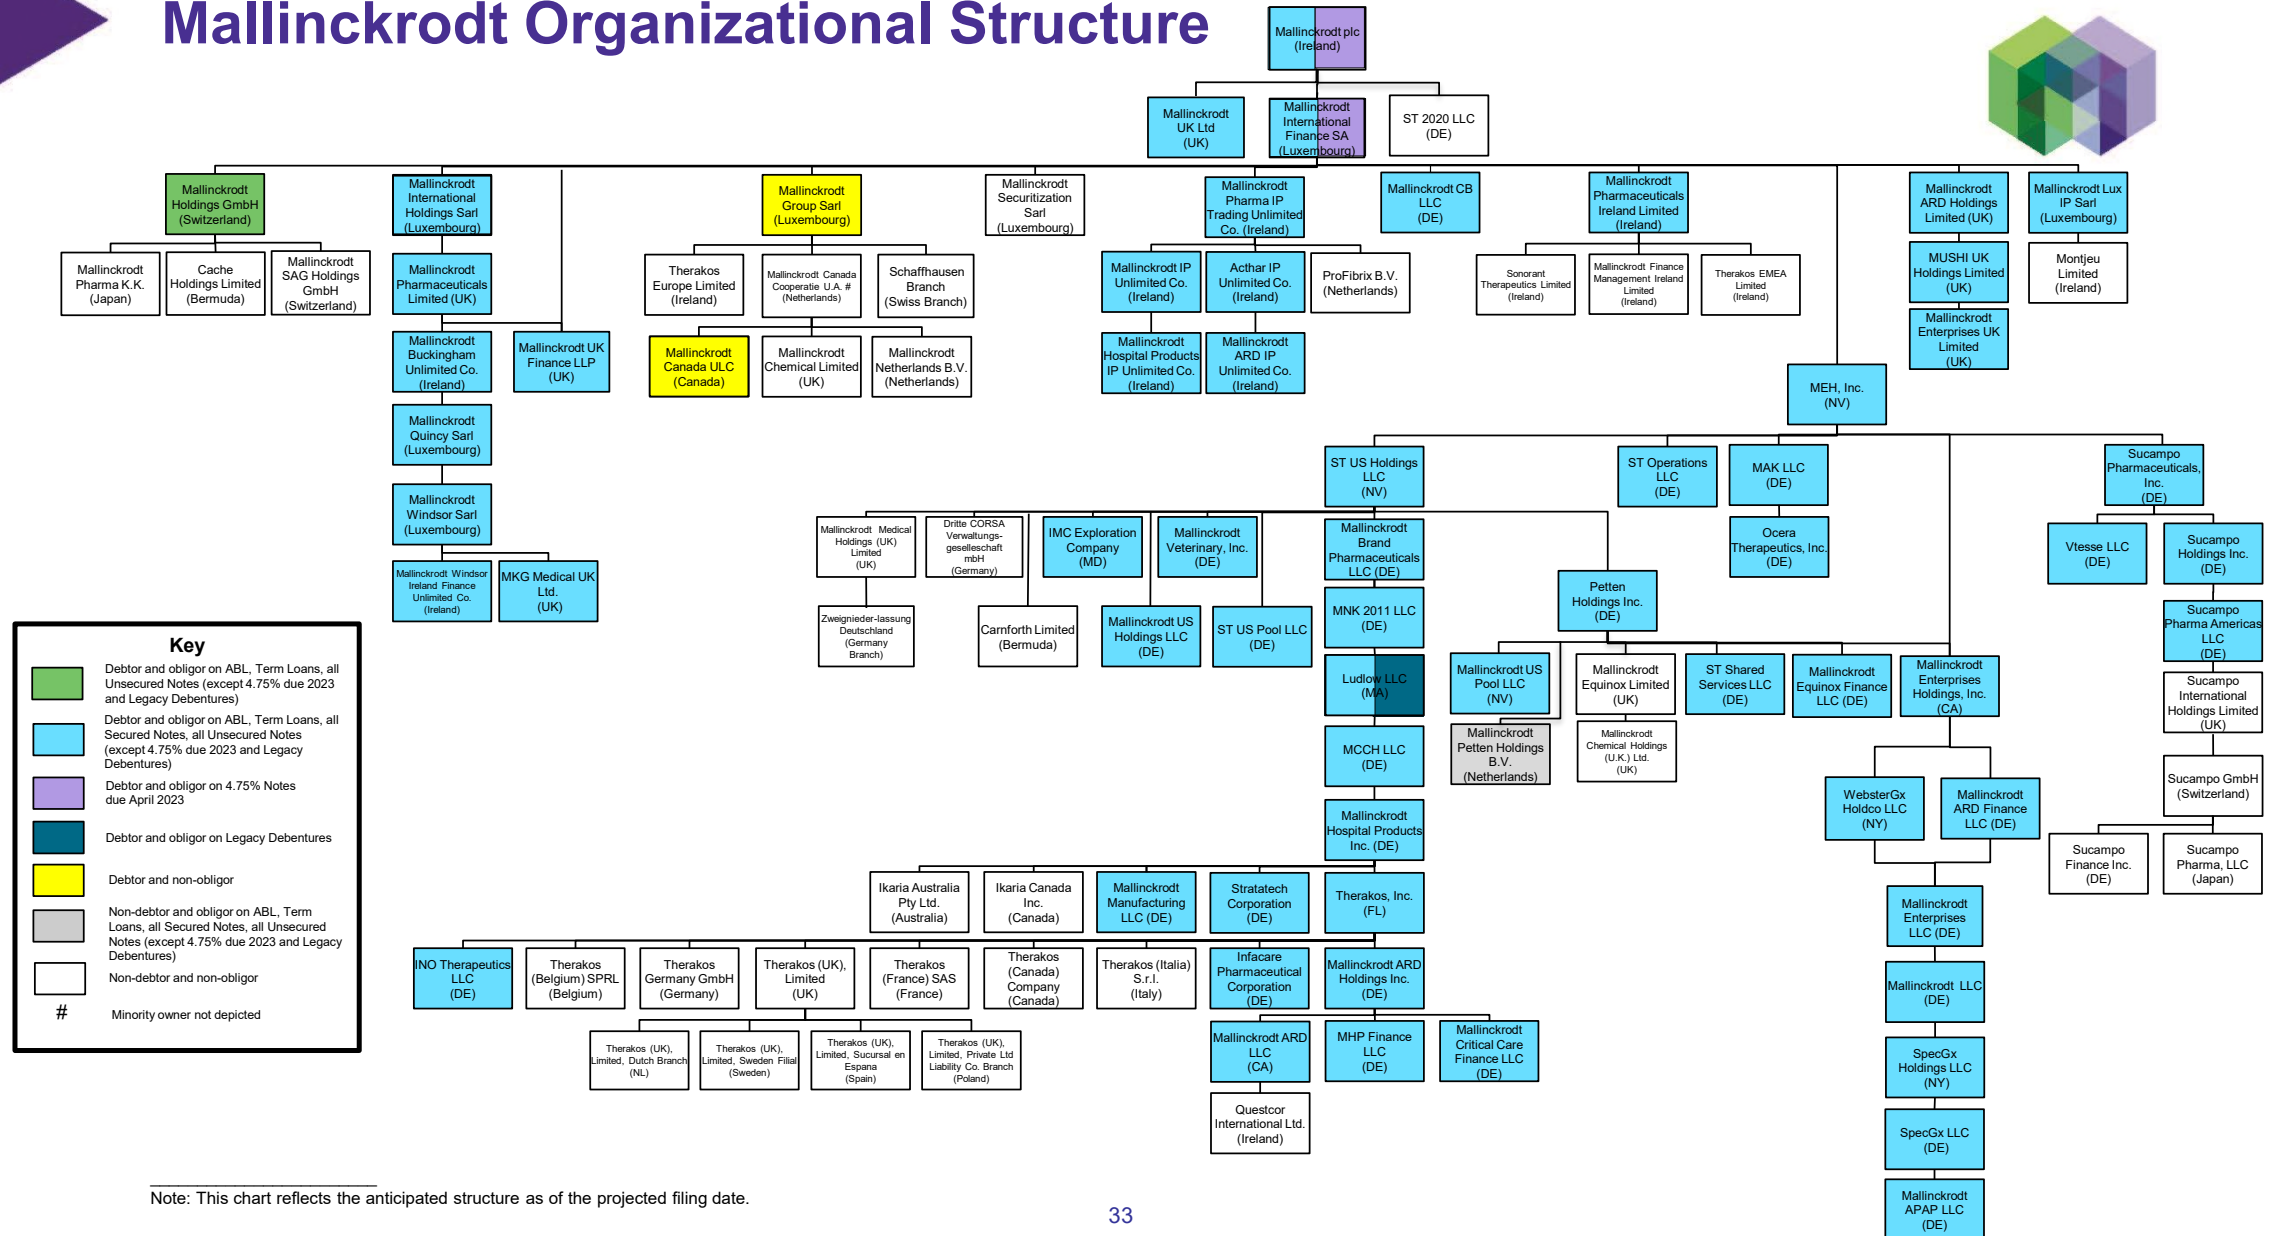 Mallinckrodt Organizational Structure
Mallinckrodt plc
(Ireland)
Mallinckrodt
UK Ltd
(UK)
Mallinckrodt
International
Finance SA
(Luxembourg)
ST 2020 LLC
(DE)
Mallinckrodt
Holdings GmbH
(Switzerland)
Mallinckrodt
International
Holdings Sarl
(Luxembourg)
Mallinckrodt
Group Sarl
(Luxembourg)
Mallinckrodt
Securitization
Sarl
(Luxembourg)
Mallinckrodt
Pharma IP
Trading Unlimited
Co. (Ireland)
Mallinckrodt CB
LLC
(DE)
Mallinckrodt
Pharmaceuticals
Ireland Limited
(Ireland)
Mallinckrodt
ARD Holdings
Limited (UK)
Mallinckrodt Lux
IP Sarl
(Luxembourg)
Mallinckrodt
Pharma K.K.
(Japan)
Cache
Holdings Limited
(Bermuda)
Mallinckrodt
SAG Holdings
GmbH
(Switzerland)
Mallinckrodt
Pharmaceuticals
Limited (UK)
Therakos
Europe Limited
(Ireland)
Mallinckrodt Canada
Cooperatie U.A. #
(Netherlands)
Schaffhausen
Branch
(Swiss Branch)
Mallinckrodt IP
Unlimited Co.
(Ireland)
Acthar IP
Unlimited Co.
(Ireland)
ProFibrix B.V.
(Netherlands)
Sonorant
Therapeutics Limited
(Ireland)
Mallinckrodt Finance
Management Ireland
Limited
(Ireland)
Therakos EMEA
Limited
(Ireland)
MUSHI UK
Holdings Limited
(UK)
Montjeu
Limited
(Ireland)
Mallinckrodt
Buckingham
Unlimited Co.
(Ireland)
Mallinckrodt UK
Finance LLP
(UK)
Mallinckrodt
Canada ULC
(Canada)
Mallinckrodt
Chemical Limited
(UK)
Mallinckrodt
Netherlands B.V.
(Netherlands)
Mallinckrodt
Hospital Products
IP Unlimited Co.
(Ireland)
Mallinckrodt
ARD IP
Unlimited Co.
(Ireland)
Mallinckrodt
Enterprises UK
Limited
(UK)
MEH, Inc.
(NV)
Mallinckrodt
Quincy Sarl
(Luxembourg)
ST US Holdings
LLC
(NV)
ST Operations
LLC
(DE)
MAK LLC
(DE)
Sucampo
Pharmaceuticals,
Inc.
(DE)
Mallinckrodt
Windsor Sarl
(Luxembourg)
Mallinckrodt Medical
Holdings (UK)
Limited
(UK)
Dritte CORSA
Verwaltungs-
geselleschaft
mbH
(Germany)
IMC Exploration
Company
(MD)
Mallinckrodt
Veterinary, Inc.
(DE)
Mallinckrodt
Brand
Pharmaceuticals
LLC (DE)
Ocera
Therapeutics, Inc.
(DE)
Vtesse LLC
(DE)
Sucampo
Holdings Inc.
(DE)
Mallinckrodt Windsor
Ireland Finance
Unlimited Co.
(Ireland)
MKG Medical UK
Ltd.
(UK)
Petten
Holdings Inc.
(DE)
Zweignieder-lassung
Deutschland
(Germany
Branch)
Carnforth Limited
(Bermuda)
Mallinckrodt US
Holdings LLC
(DE)
ST US Pool LLC
(DE)
MNK 2011 LLC
(DE)
Sucampo
Pharma Americas
LLC
(DE)
Ludlow LLC
(MA)
Mallinckrodt US
Pool LLC
(NV)
Mallinckrodt
Equinox Limited
(UK)
ST Shared
Services LLC
(DE)
Mallinckrodt
Equinox Finance
LLC (DE)
Mallinckrodt
Enterprises
Holdings, Inc.
(CA)
Sucampo
International
Holdings Limited
(UK)
MCCH LLC
(DE)
Mallinckrodt
Petten Holdings
B.V.
(Netherlands)
Mallinckrodt
Chemical Holdings
(U.K.) Ltd.
(UK)
WebsterGx
Holdco LLC
(NY)
Mallinckrodt
ARD Finance
LLC (DE)
Sucampo GmbH
(Switzerland)
Mallinckrodt
Hospital Products
Inc. (DE)
Sucampo
Finance Inc.
(DE)
Sucampo
Pharma, LLC
(Japan)
Ikaria Australia
Pty Ltd.
(Australia)
Ikaria Canada
Inc.
(Canada)
Mallinckrodt
Manufacturing
LLC (DE)
Stratatech
Corporation
(DE)
Therakos, Inc.
(FL)
Mallinckrodt
Enterprises
LLC (DE)
INO Therapeutics
LLC
(DE)
Therakos
(Belgium) SPRL
(Belgium)
Therakos
Germany GmbH
(Germany)
Therakos (UK),
Limited
(UK)
Therakos
(France) SAS
(France)
Therakos
(Canada)
Company
(Canada)
Therakos (Italia)
S.r.l.
(Italy)
Infacare
Pharmaceutical
Corporation
(DE)
Mallinckrodt ARD
Holdings Inc.
(DE)
Mallinckrodt LLC
(DE)
Therakos (UK),
Limited, Dutch Branch
(NL)
Therakos (UK),
Limited, Sweden Filial
(Sweden)
Therakos (UK),
Limited, Sucursal en
Espana
(Spain)
Therakos (UK),
Limited, Private Ltd
Liability Co. Branch
(Poland)
Mallinckrodt ARD
LLC
(CA)
MHP Finance
LLC
(DE)
Mallinckrodt
Critical Care
Finance LLC
(DE)
SpecGx
Holdings LLC
(NY)
Questcor
International Ltd.
(Ireland)
SpecGx LLC
(DE)
Mallinckrodt
APAP LLC
(DE)
Key
Debtor and obligor on ABL, Term Loans, all
Unsecured Notes (except 4.75% due 2023
and Legacy Debentures)
Debtor and obligor on ABL, Term Loans, all
Secured Notes, all Unsecured Notes
(except 4.75% due 2023 and Legacy
Debentures)
Debtor and obligor on 4.75% Notes
due April 2023
Debtor and obligor on Legacy Debentures
Debtor and non-obligor
Non-debtor and obligor on ABL, Term
Loans, all Secured Notes, all Unsecured
Notes (except 4.75% due 2023 and Legacy
Debentures)
Non-debtor and non-obligor
# Minority owner not depicted
Note: This chart reflects the anticipated structure as of the projected filing date.
33